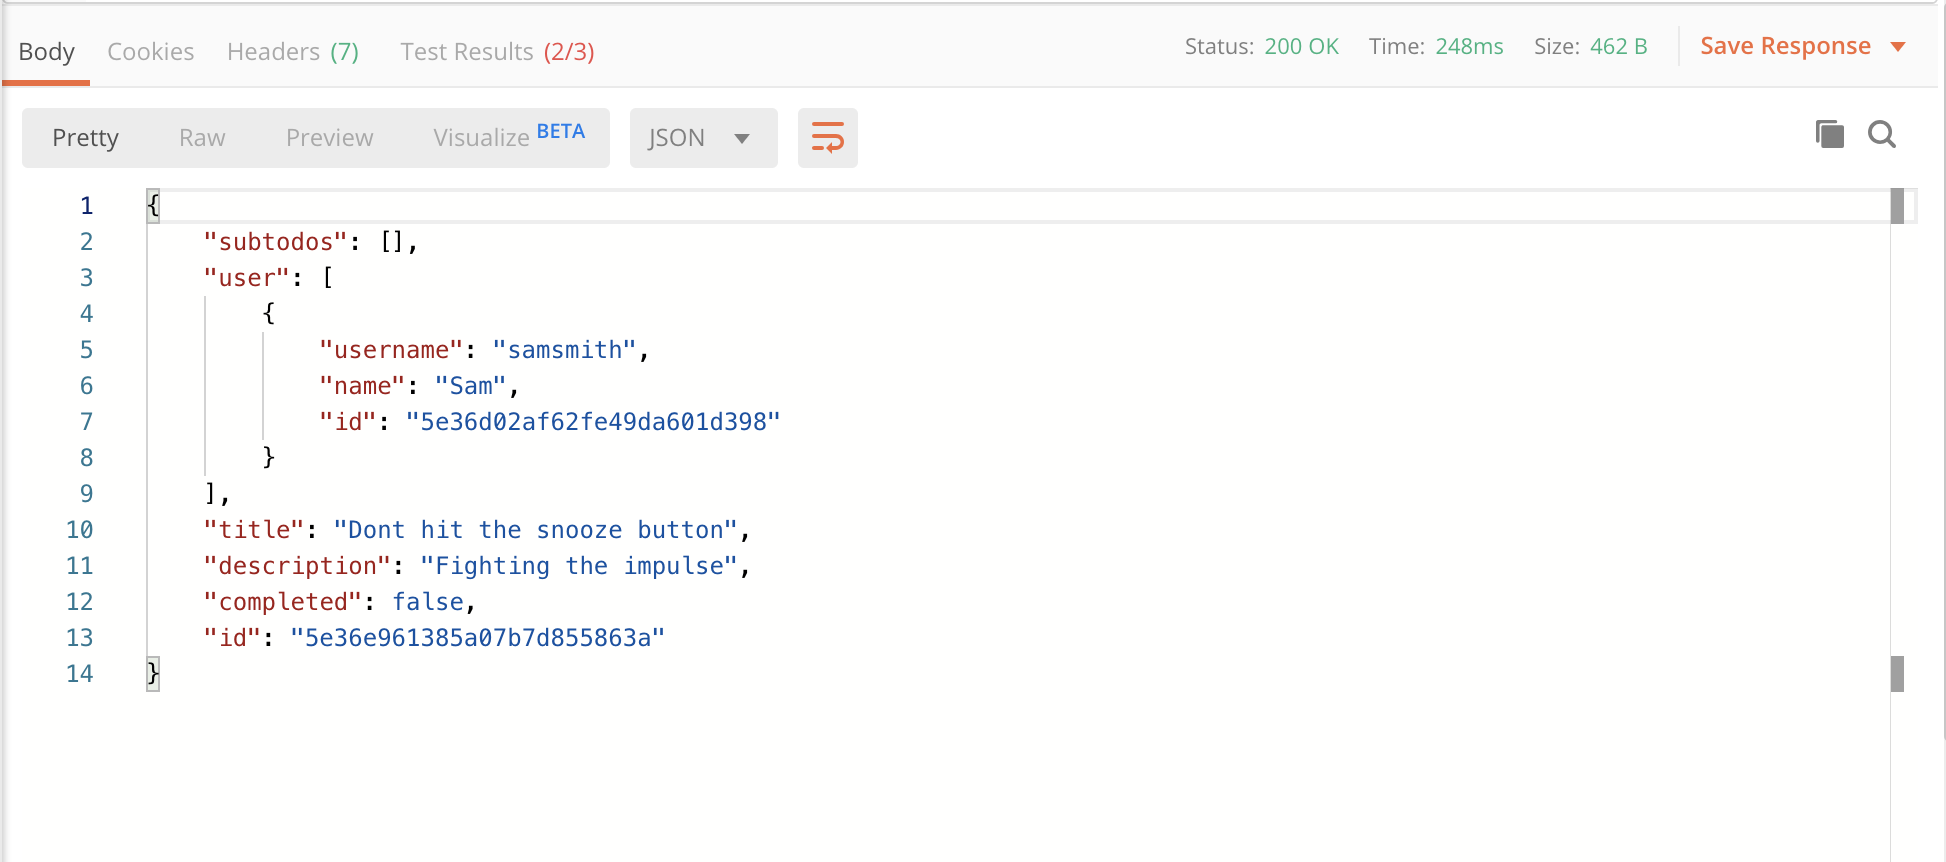 Body Cookies Headers (7) Test Results (2/3) Status: 200 OK Time: 248ms Size: 462 B Save Response
Pretty Raw Preview Visualize BETA JSON
1 {
2 "subtodos": [],
3 "user": [
4 {
5 "username": "samsmith",
6 "name": "Sam",
7 "id": "5e36d02af62fe49da601d398"
8 }
9 ],
10 "title": "Dont hit the snooze button",
11 "description": "Fighting the impulse",
12 "completed": false,
13 "id": "5e36e961385a07b7d855863a"
14 }